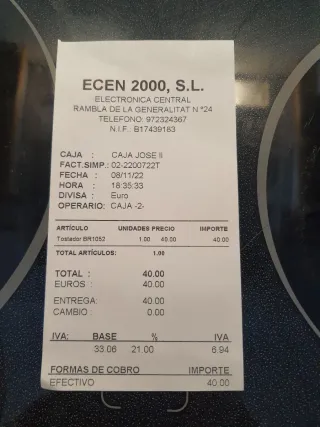 ECEN 2000, S.L.
ELECTRONICA CENTRAL
RAMBLA DE LA GENERALITAT N º24
TELEFONO: 972324367
N.I.F.. B17439183
CAJA : CAJA JOSE II
FACT.SIMP.: 02-2200722T
FECHA : 08/11/22
HORA : 18:35:33
DIVISA : Euro
OPERARIO: CAJA -2-
ARTÍCULO UNIDADES PRECIO IMPORTE
Tostador BR1052 1.00 40.00 40.00
TOTAL ARTÍCULOS: 1.00
TOTAL : 40.00
EUROS : 40.00
ENTREGA: 40.00
CAMBIO : 0.00
IVA: BASE % IVA
33.06 21.00 6.94
FORMAS DE COBRO IMPORTE
EFECTIVO 40.00